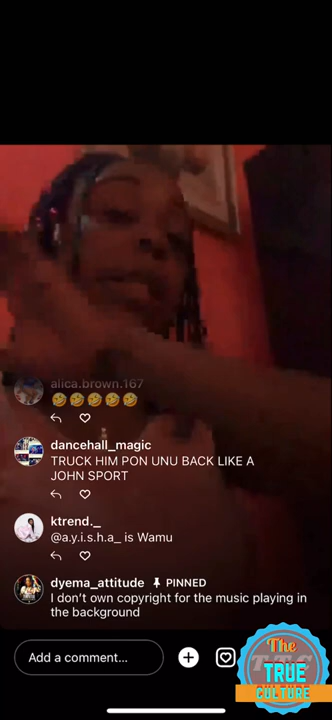 alica.brown.167
🤣🤣🤣🤣🤣
dancehall_magic
TRUCK HIM PON UNU BACK LIKE A
JOHN SPORT
ktrend._
@a.y.i.s.h.a_ is Wamu
dyema_attitude PINNED
I don't own copyright for the music playing in
the background
Add a comment...
The
TTC
TRUE
CULTURE